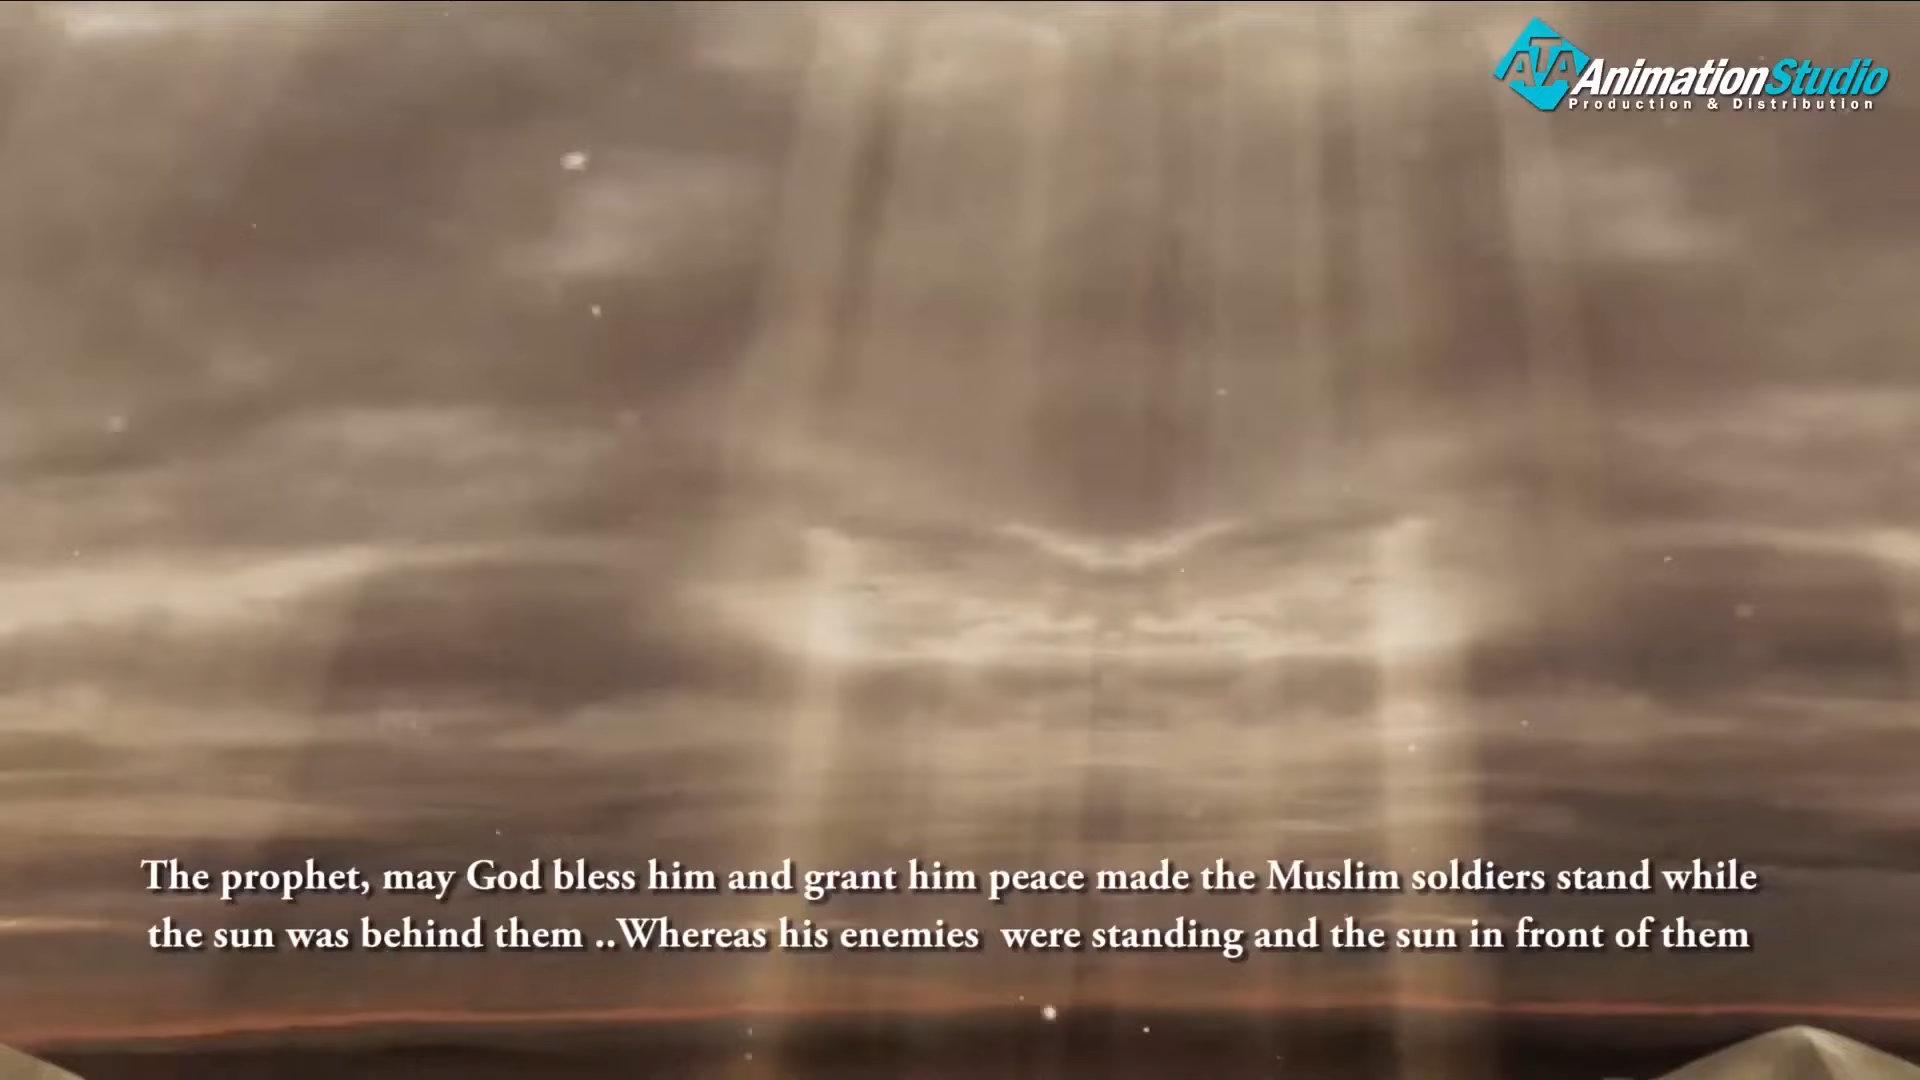 ATA AnimationStudio
Production & Distribution
The prophet, may God bless him and grant him peace made the Muslim soldiers stand while
the sun was behind them ..Whereas his enemies  were standing and the sun in front of them